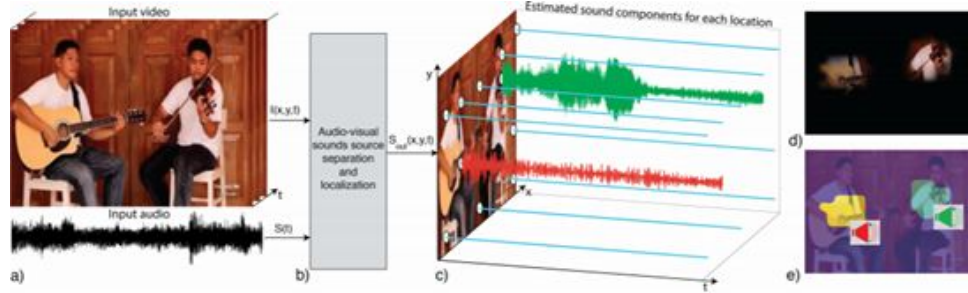 Input video
I(x,y,t)
t
Input audio
S(t)
a)
Audio-visual
sounds source
separation
and
localization
b)
S_out(x,y,t)
Estimated sound components for each location
y
x
t
c)
d)
e)